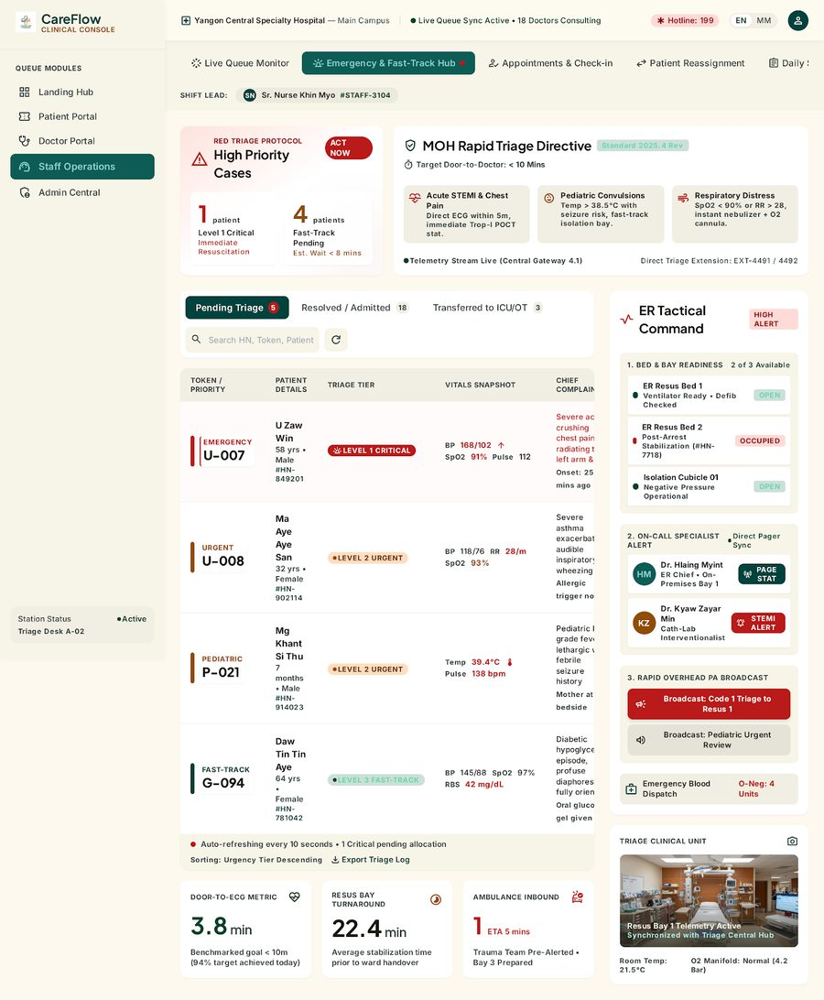 CareFlow
CLINICAL CONSOLE
Yangon Central Specialty Hospital — Main Campus
Live Queue Sync Active • 18 Doctors Consulting
Hotline: 199
EN MM
QUEUE MODULES
Landing Hub
Patient Portal
Doctor Portal
Staff Operations
Admin Central
Station Status
Active
Triage Desk A-02
Live Queue Monitor
Emergency & Fast-Track Hub
Appointments & Check-in
Patient Reassignment
Daily
SHIFT LEAD:
SN Sr. Nurse Khin Myo #STAFF-3104
RED TRIAGE PROTOCOL
High Priority
Cases
ACT
NOW
1 patient
Level 1 Critical
Immediate
Resuscitation
4 patients
Fast-Track
Pending
Est. Wait < 8 mins
MOH Rapid Triage Directive
Standard 2025.4 Rev
Target Door-to-Doctor: < 10 Mins
Acute STEMI & Chest
Pain
Direct ECG within 5m,
immediate Trop-I POCT
stat.
Pediatric Convulsions
Temp > 38.5°C with
seizure risk, fast-track
isolation bay.
Respiratory Distress
SpO2 < 90% or RR > 28,
instant nebulizer + O2
cannula.
Telemetry Stream Live (Central Gateway 4.1)
Direct Triage Extension: EXT-4491 / 4492
Pending Triage 5
Resolved / Admitted 18
Transferred to ICU/OT 3
Search HN, Token, Patient
TOKEN /
PRIORITY
PATIENT
DETAILS
TRIAGE TIER
VITALS SNAPSHOT
CHIEF
COMPLAIN
EMERGENCY
U-007
U Zaw
Win
58 yrs •
Male
#HN-
849201
LEVEL 1 CRITICAL
BP 168/102 ↑
SpO2 91% Pulse 112
Severe ac
crushing
chest pain
radiating t
left arm &
Onset: 25
mins ago
URGENT
U-008
Ma
Aye
Aye
San
32 yrs •
Female
#HN-
902114
LEVEL 2 URGENT
BP 118/76 RR 28/m
SpO2 93%
Severe
asthma
exacerbat
audible
inspiratory
wheezing
Allergic
trigger no
PEDIATRIC
P-021
Mg
Khant
Si Thu
7
months
• Male
#HN-
914023
LEVEL 2 URGENT
Temp 39.4°C
Pulse 138 bpm
Pediatric
grade feve
lethargic w
febrile
seizure
history
Mother at
bedside
FAST-TRACK
G-094
Daw
Tin Tin
Aye
64 yrs
•
Female
#HN-
781042
LEVEL 3 FAST-TRACK
BP 145/88 SpO2 97%
RBS 42 mg/dL
Diabetic
hypoglyce
episode,
profuse
diaphores
fully orien
Oral gluco
gel given
Auto-refreshing every 10 seconds • 1 Critical pending allocation
Sorting: Urgency Tier Descending
Export Triage Log
DOOR-TO-ECG METRIC
3.8 min
Benchmarked goal < 10m
(94% target achieved today)
RESUS BAY
TURNAROUND
22.4 min
Average stabilization time
prior to ward handover
AMBULANCE INBOUND
1 ETA 5 mins
Trauma Team Pre-Alerted •
Bay 3 Prepared
ER Tactical
Command
HIGH
ALERT
1. BED & BAY READINESS
2 of 3 Available
ER Resus Bed 1
Ventilator Ready • Defib
Checked
OPEN
ER Resus Bed 2
Post-Arrest
Stabilization (#HN-
7718)
OCCUPIED
Isolation Cubicle 01
Negative Pressure
Operational
OPEN
2. ON-CALL SPECIALIST
ALERT
Direct Pager
Sync
HM
Dr. Hlaing Myint
ER Chief • On-
Premises Bay 1
PAGE
STAT
KZ
Dr. Kyaw Zayar
Min
Cath-Lab
Interventionalist
STEMI
ALERT
3. RAPID OVERHEAD PA BROADCAST
Broadcast: Code 1 Triage to
Resus 1
Broadcast: Pediatric Urgent
Review
Emergency Blood
Dispatch
O-Neg: 4
Units
TRIAGE CLINICAL UNIT
Resus Bay 1 Telemetry Active
Synchronized with Triage Central Hub
Room Temp:
21.5°C
O2 Manifold: Normal (4.2
Bar)